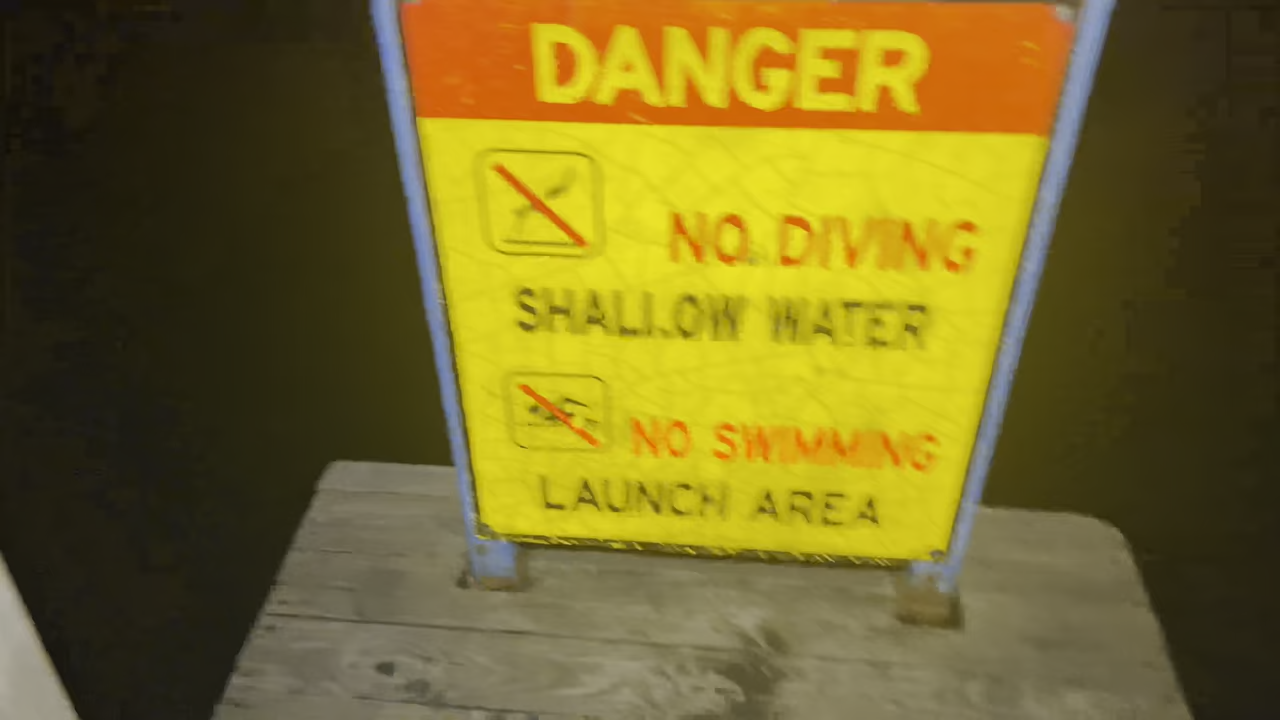 DANGER
NO DIVING
SHALLOW WATER
NO SWIMMING
LAUNCH AREA